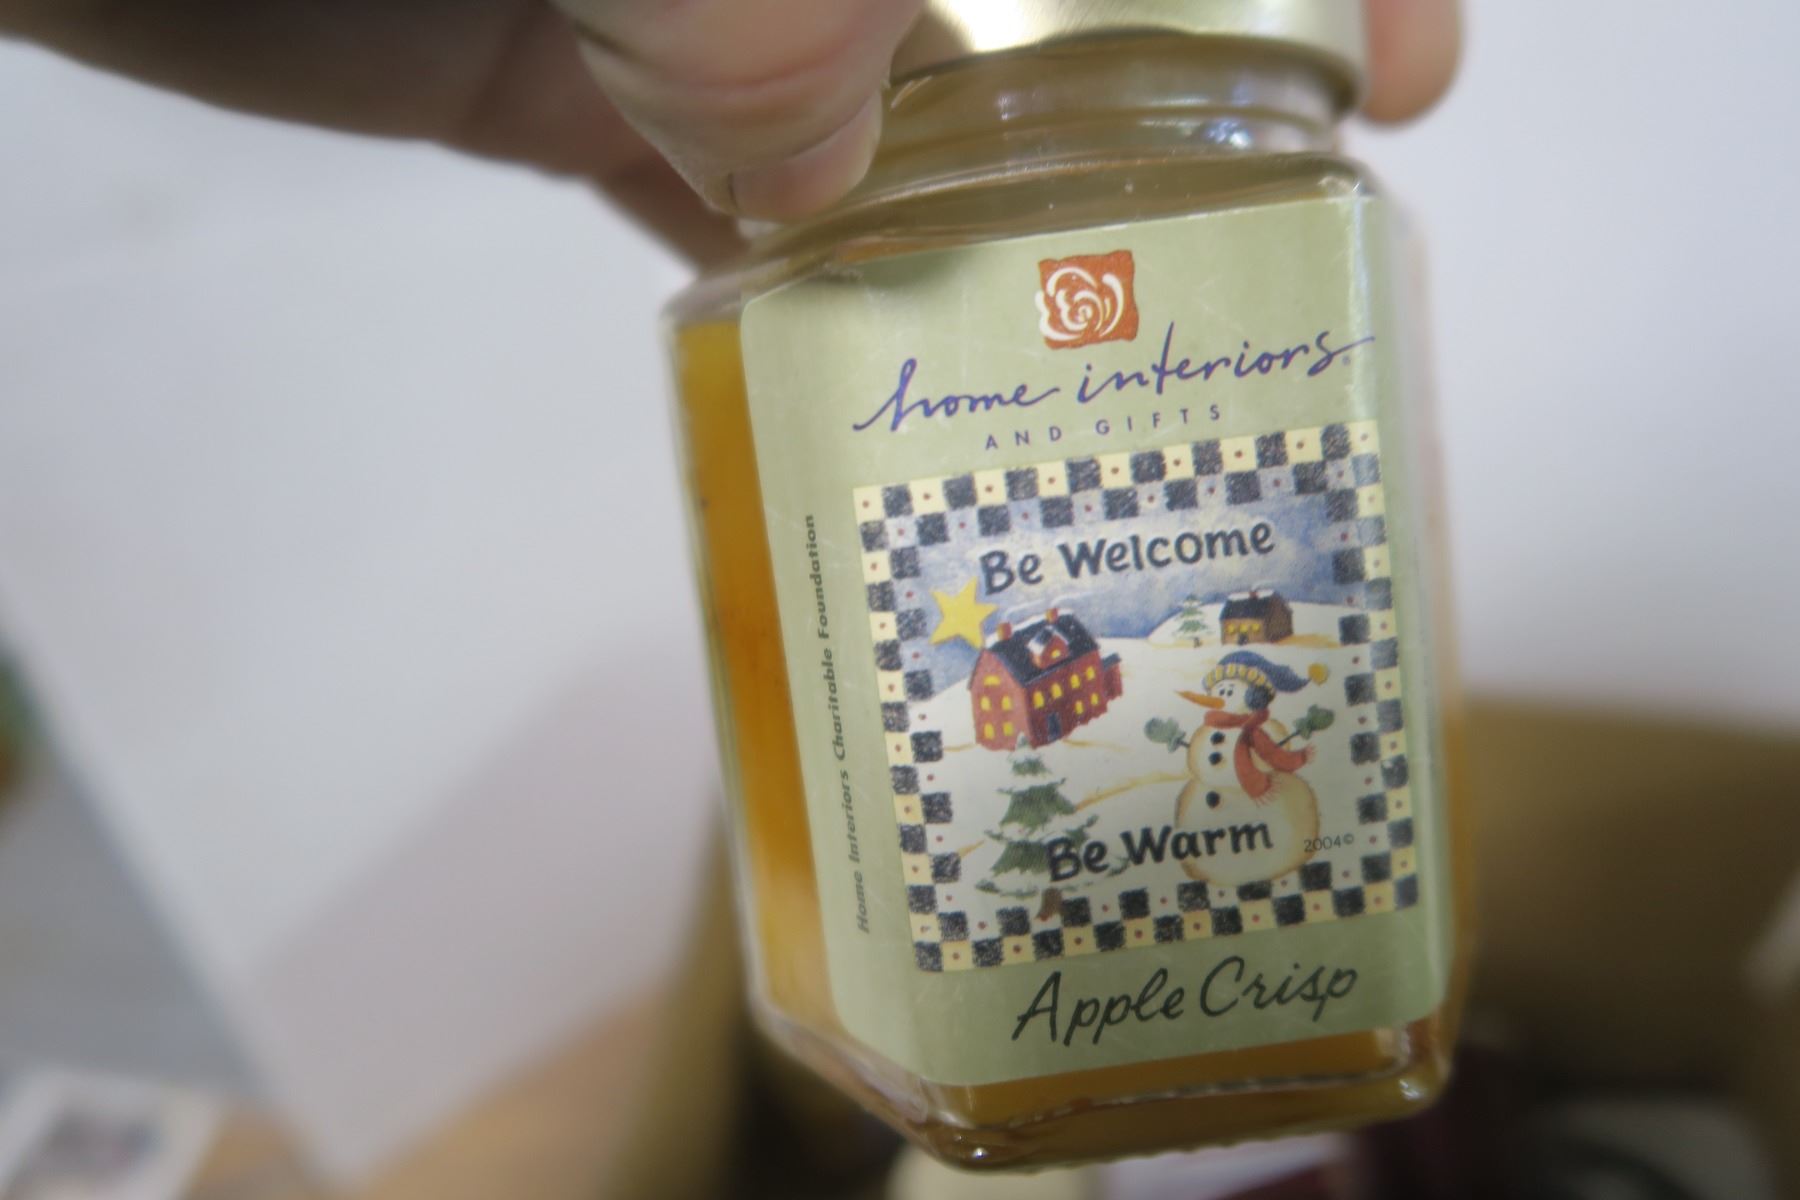 home interiors®
AND GIFTS
Home Interiors Charitable Foundation
Be Welcome
Be Warm
2004©
Apple Crisp